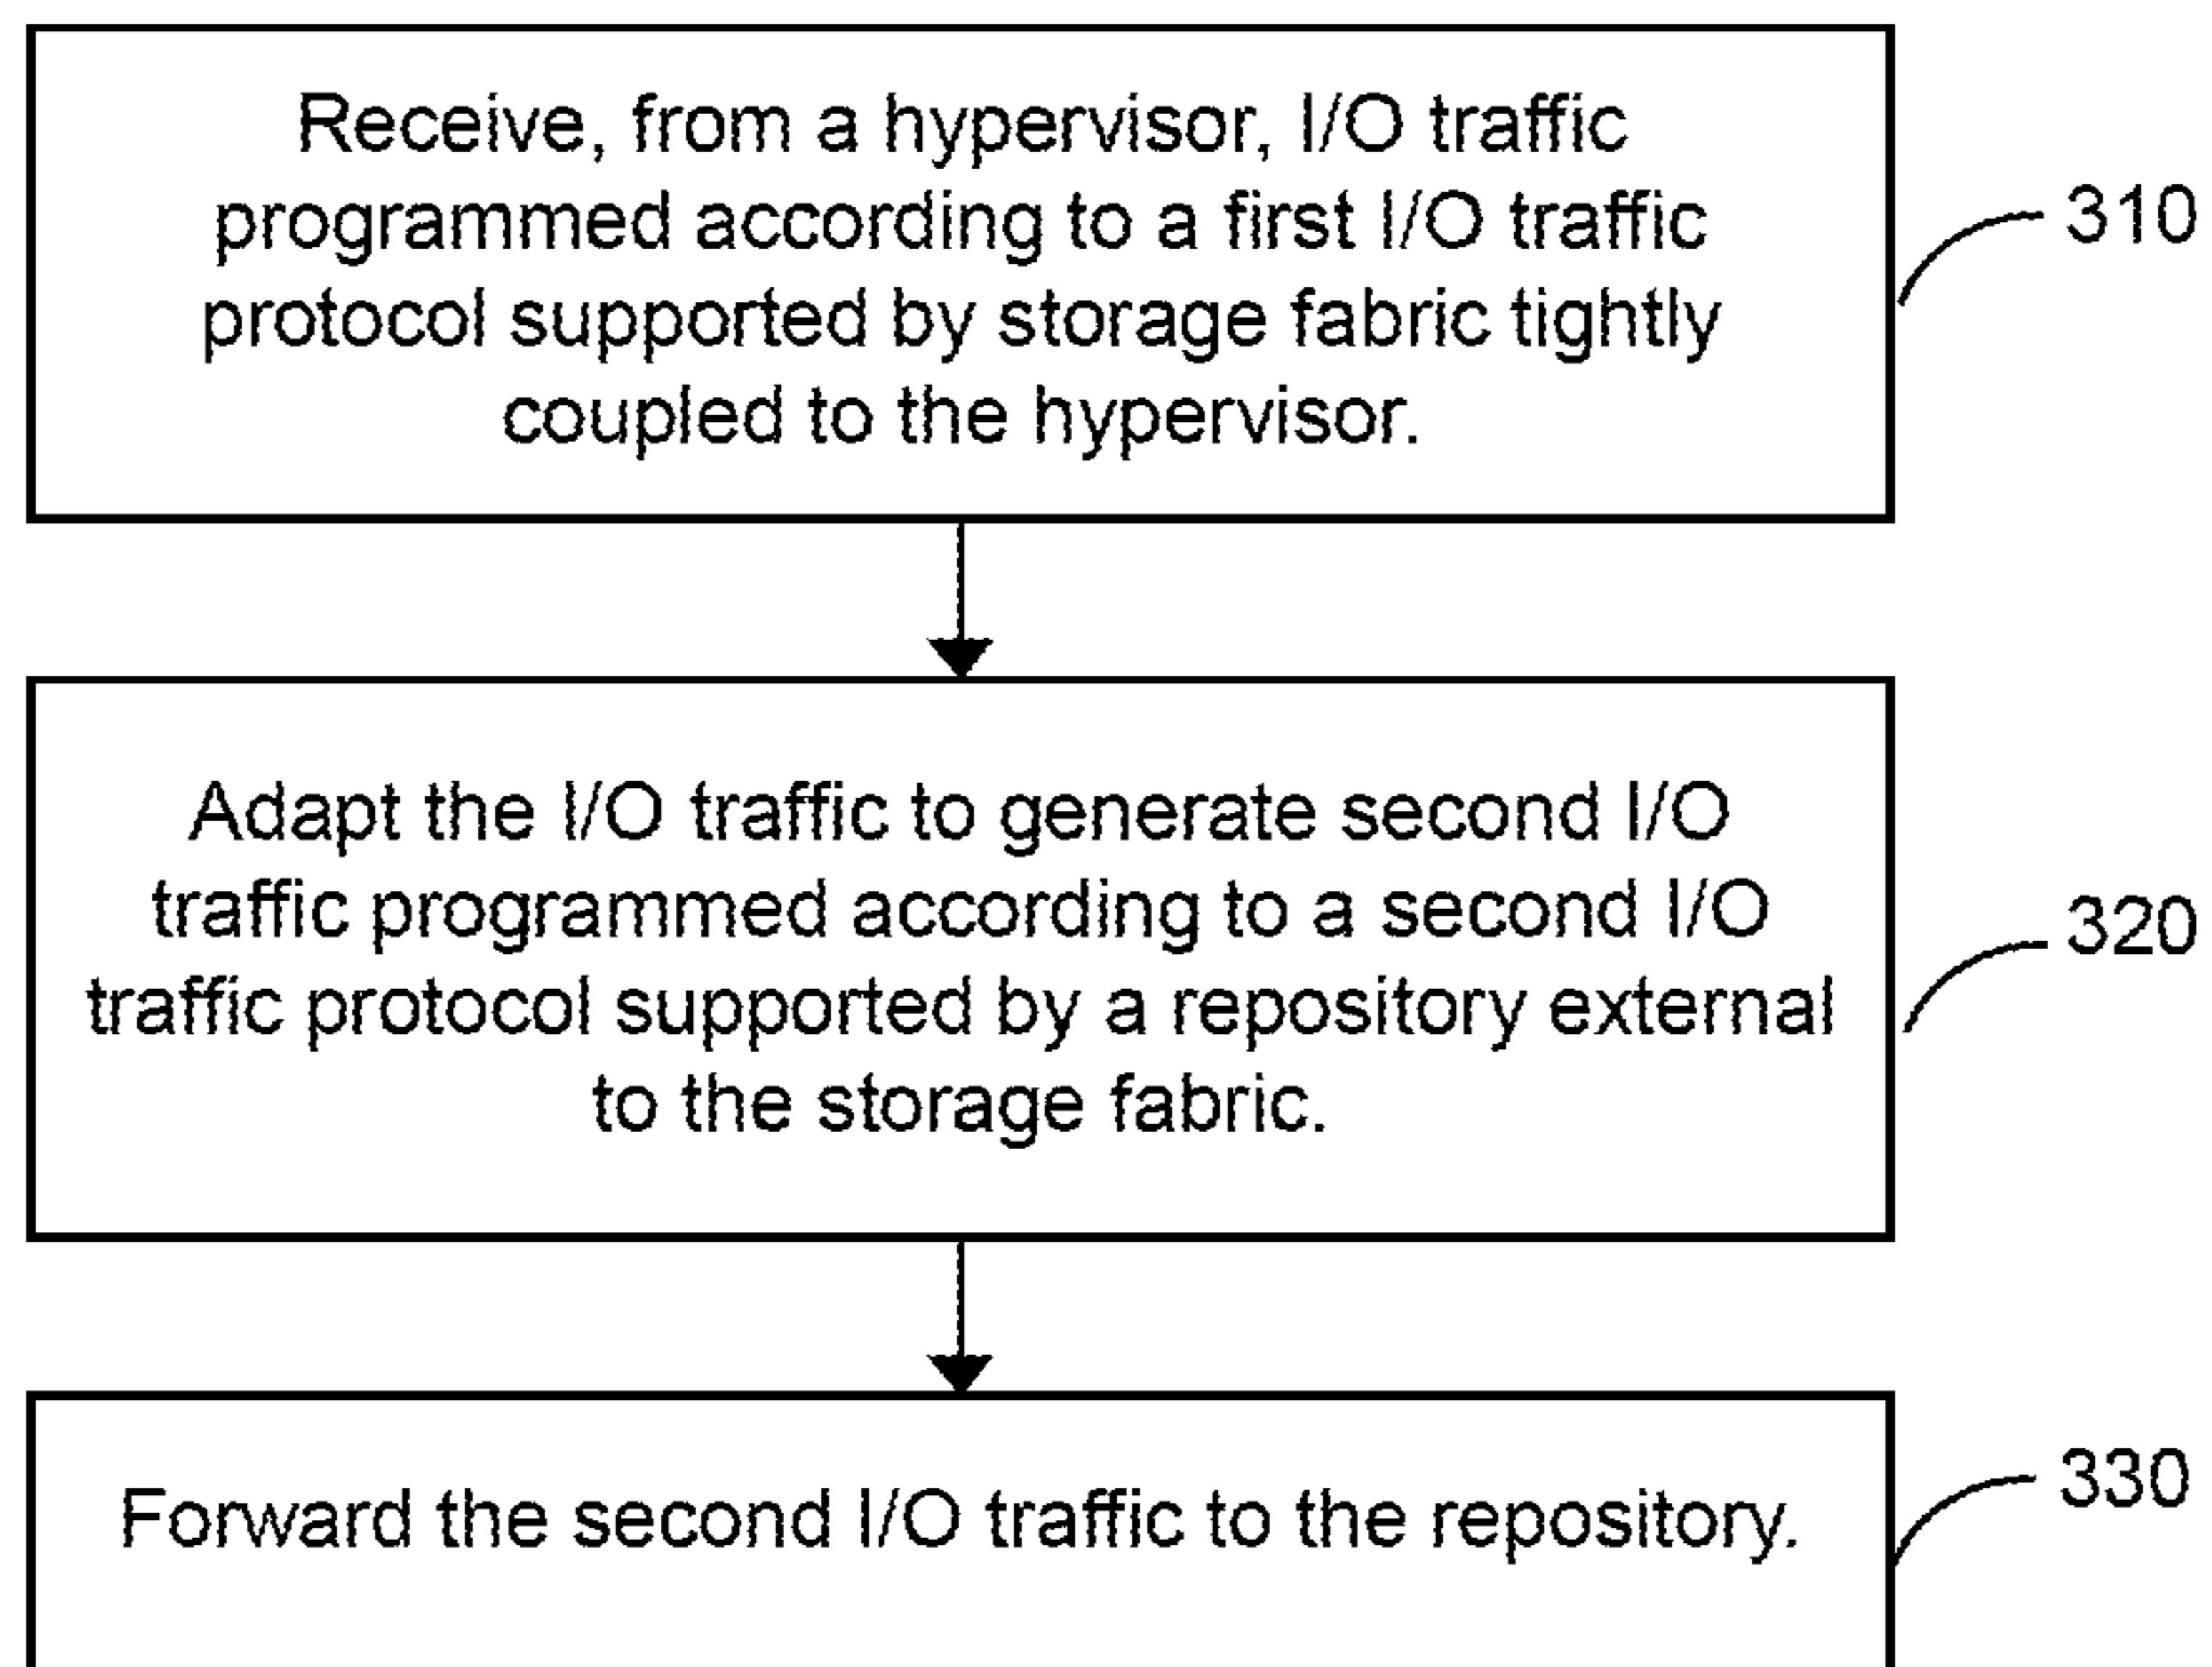 Receive, from a hypervisor, I/O traffic
programmed according to a first I/O traffic
protocol supported by storage fabric tightly
coupled to the hypervisor.
310
Adapt the I/O traffic to generate second I/O
traffic programmed according to a second I/O
traffic protocol supported by a repository external
to the storage fabric.
320
Forward the second I/O traffic to the repository.
330